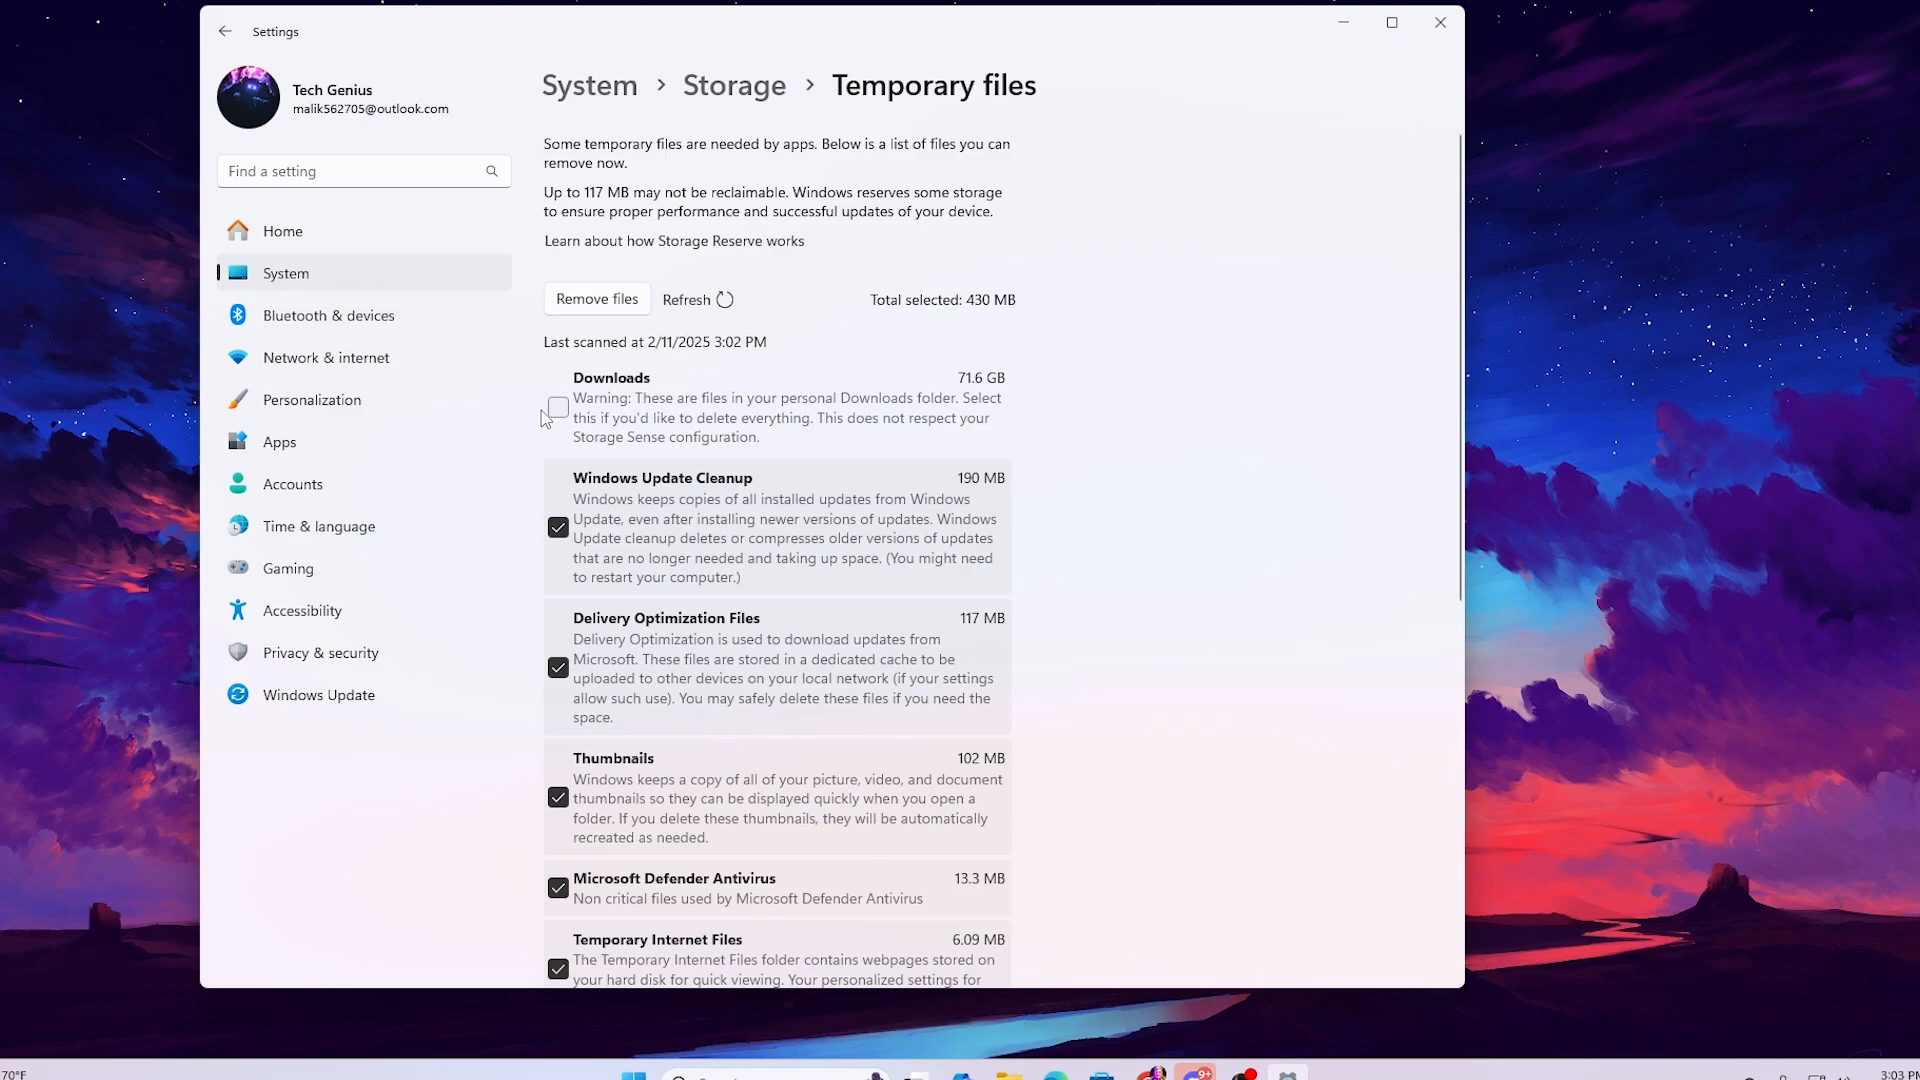 Settings
Tech Genius
malik562705@outlook.com
Find a setting
Home
System
Bluetooth & devices
Network & internet
Personalization
Apps
Accounts
Time & language
Gaming
Accessibility
Privacy & security
Windows Update
System > Storage > Temporary files
Some temporary files are needed by apps. Below is a list of files you can
remove now.
Up to 117 MB may not be reclaimable. Windows reserves some storage
to ensure proper performance and successful updates of your device.
Learn about how Storage Reserve works
Remove files Refresh Total selected: 430 MB
Last scanned at 2/11/2025 3:02 PM
Downloads 71.6 GB
Warning: These are files in your personal Downloads folder. Select
this if you'd like to delete everything. This does not respect your
Storage Sense configuration.
Windows Update Cleanup 190 MB
Windows keeps copies of all installed updates from Windows
Update, even after installing newer versions of updates. Windows
Update cleanup deletes or compresses older versions of updates
that are no longer needed and taking up space. (You might need
to restart your computer.)
Delivery Optimization Files 117 MB
Delivery Optimization is used to download updates from
Microsoft. These files are stored in a dedicated cache to be
uploaded to other devices on your local network (if your settings
allow such use). You may safely delete these files if you need the
space.
Thumbnails 102 MB
Windows keeps a copy of all of your picture, video, and document
thumbnails so they can be displayed quickly when you open a
folder. If you delete these thumbnails, they will be automatically
recreated as needed.
Microsoft Defender Antivirus 13.3 MB
Non critical files used by Microsoft Defender Antivirus
Temporary Internet Files 6.09 MB
The Temporary Internet Files folder contains webpages stored on
your hard disk for quick viewing. Your personalized settings for
70°F
9+
3:03 PM